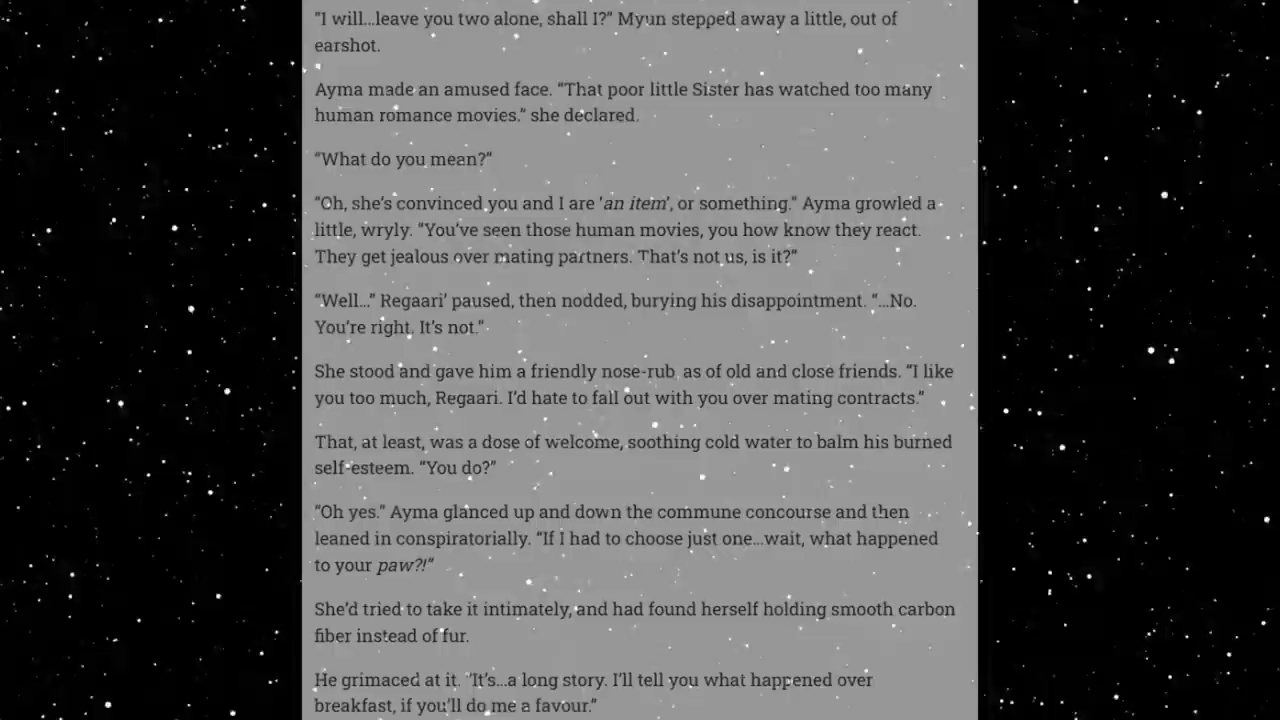 “I will…leave you two alone, shall I?” Myun stepped away a little, out of
earshot.
Ayma made an amused face. “That poor little Sister has watched too many
human romance movies.” she declared.
“What do you mean?”
“Oh, she’s convinced you and I are ‘an item’, or something.” Ayma growled a
little, wryly. “You’ve seen those human movies, you how know they react.
They get jealous over mating partners. That’s not us, is it?”
“Well…” Regaari’ paused, then nodded, burying his disappointment. “…No.
You’re right. It’s not.”
She stood and gave him a friendly nose-rub, as of old and close friends. “I like
you too much, Regaari. I’d hate to fall out with you over mating contracts.”
That, at least, was a dose of welcome, soothing cold water to balm his burned
self-esteem. “You do?”
“Oh yes.” Ayma glanced up and down the commune concourse and then
leaned in conspiratorially. “If I had to choose just one…wait, what happened
to your paw?!”
She’d tried to take it intimately, and had found herself holding smooth carbon
fiber instead of fur.
He grimaced at it. ‘It’s…a long story. I’ll tell you what happened over
breakfast, if you’ll do me a favour.”